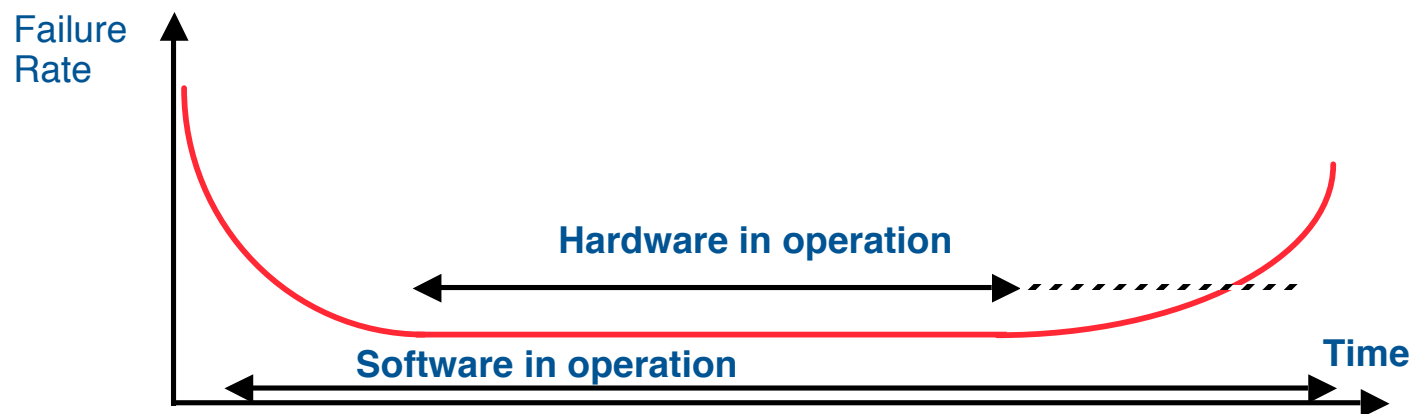 Failure
Rate
Hardware in operation
Software in operation
Time